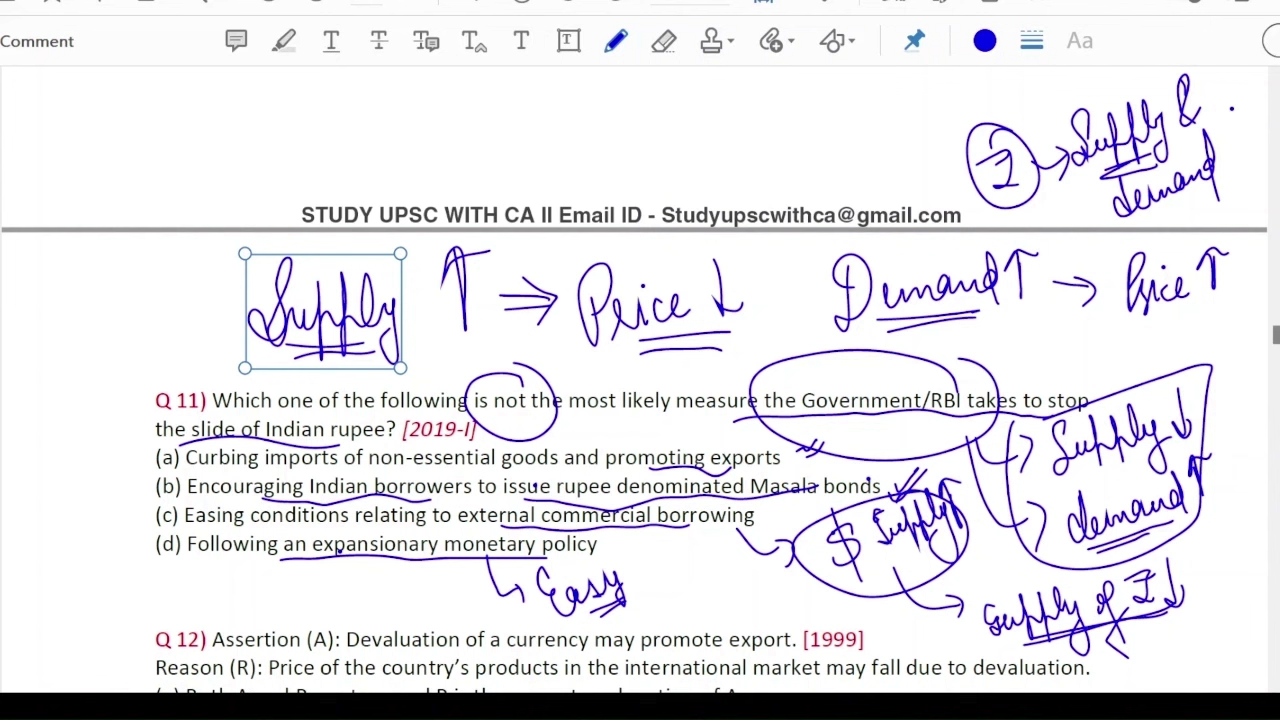 Comment
T T T T T T Aa
₹ → Supply &
demand
STUDY UPSC WITH CA II Email ID - Studyupscwithca@gmail.com
Supply ↑ ⇒ Price ↓ Demand ↑ → Price ↑
Q 11) Which one of the following is not the most likely measure the Government/RBI takes to stop
the slide of Indian rupee? [2019-I]
(a) Curbing imports of non-essential goods and promoting exports
(b) Encouraging Indian borrowers to issue rupee denominated Masala bonds
(c) Easing conditions relating to external commercial borrowing
(d) Following an expansionary monetary policy
Supply ↓
demand ↑
$ Supply ↑
Easy
Supply of ₹ ↓
Q 12) Assertion (A): Devaluation of a currency may promote export. [1999]
Reason (R): Price of the country's products in the international market may fall due to devaluation.